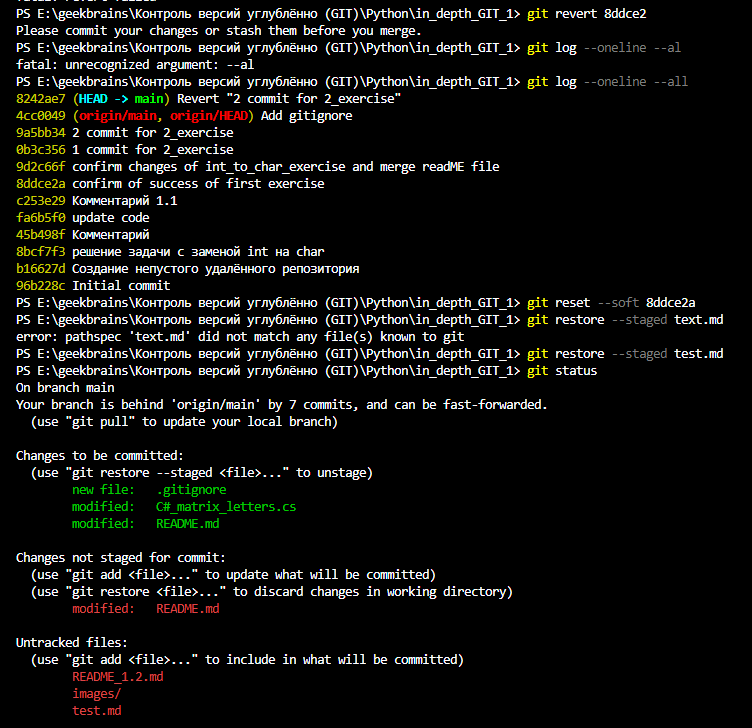 PS E:\geekbrains\Контроль версий углублённо (GIT)\Python\in_depth_GIT_1> git revert 8ddce2
Please commit your changes or stash them before you merge.
PS E:\geekbrains\Контроль версий углублённо (GIT)\Python\in_depth_GIT_1> git log --oneline --al
fatal: unrecognized argument: --al
PS E:\geekbrains\Контроль версий углублённо (GIT)\Python\in_depth_GIT_1> git log --oneline --all
8242ae7 (HEAD -> main) Revert "2 commit for 2_exercise"
4cc0049 (origin/main, origin/HEAD) Add gitignore
9a5bb34 2 commit for 2_exercise
0b3c356 1 commit for 2_exercise
9d2c66f confirm changes of int_to_char_exercise and merge readME file
8ddce2a confirm of success of first exercise
c253e29 Комментарий 1.1
fa6b5f0 update code
45b498f Комментарий
8bcf7f3 решение задачи с заменой int на char
b16627d Создание непустого удалённого репозитория
96b228c Initial commit
PS E:\geekbrains\Контроль версий углублённо (GIT)\Python\in_depth_GIT_1> git reset --soft 8ddce2a
PS E:\geekbrains\Контроль версий углублённо (GIT)\Python\in_depth_GIT_1> git restore --staged text.md
error: pathspec 'text.md' did not match any file(s) known to git
PS E:\geekbrains\Контроль версий углублённо (GIT)\Python\in_depth_GIT_1> git restore --staged test.md
PS E:\geekbrains\Контроль версий углублённо (GIT)\Python\in_depth_GIT_1> git status
On branch main
Your branch is behind 'origin/main' by 7 commits, and can be fast-forwarded.
(use "git pull" to update your local branch)
Changes to be committed:
(use "git restore --staged <file>..." to unstage)
new file: .gitignore
modified: C#_matrix_letters.cs
modified: README.md
Changes not staged for commit:
(use "git add <file>..." to update what will be committed)
(use "git restore <file>..." to discard changes in working directory)
modified: README.md
Untracked files:
(use "git add <file>..." to include in what will be committed)
README_1.2.md
images/
test.md